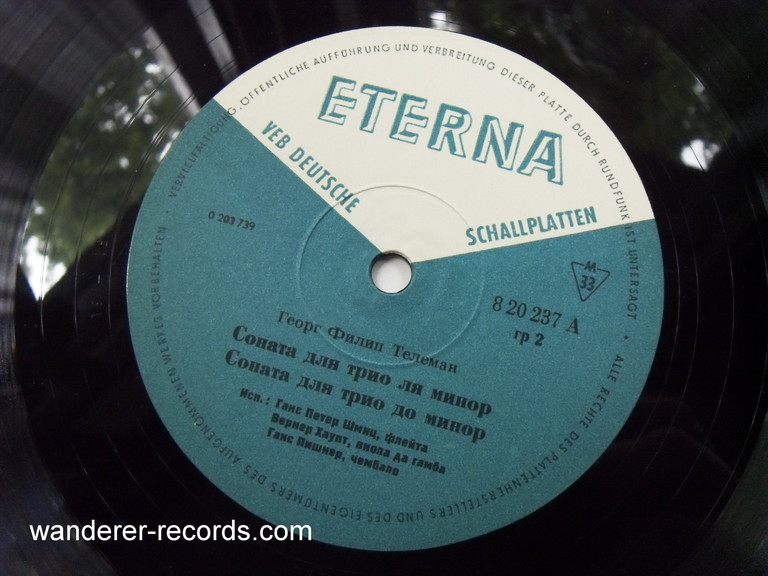 ETERNA
VEB DEUTSCHE
SCHALLPLATTEN
0 203 739
M
33
8 20 237 A
гр 2
Георг Филип Телеман
Соната для трио ля минор
Соната для трио до минор
Исп.: Ганс Петер Шмиц, флейта
Вернер Хаупт, виола да гамба
Ганс Пишнер, чембало
ALLE RECHTE DES PLATTENHERSTELLERS UND DES EIGENTÜMERS DES AUFGENOMMENEN WERKES VORBEHALTEN · VERVIELFÄLTIGUNG, ÖFFENTLICHE AUFFÜHRUNG UND VERBREITUNG DIESER PLATTE DURCH RUNDFUNK IST UNTERSAGT ·
wanderer-records.com